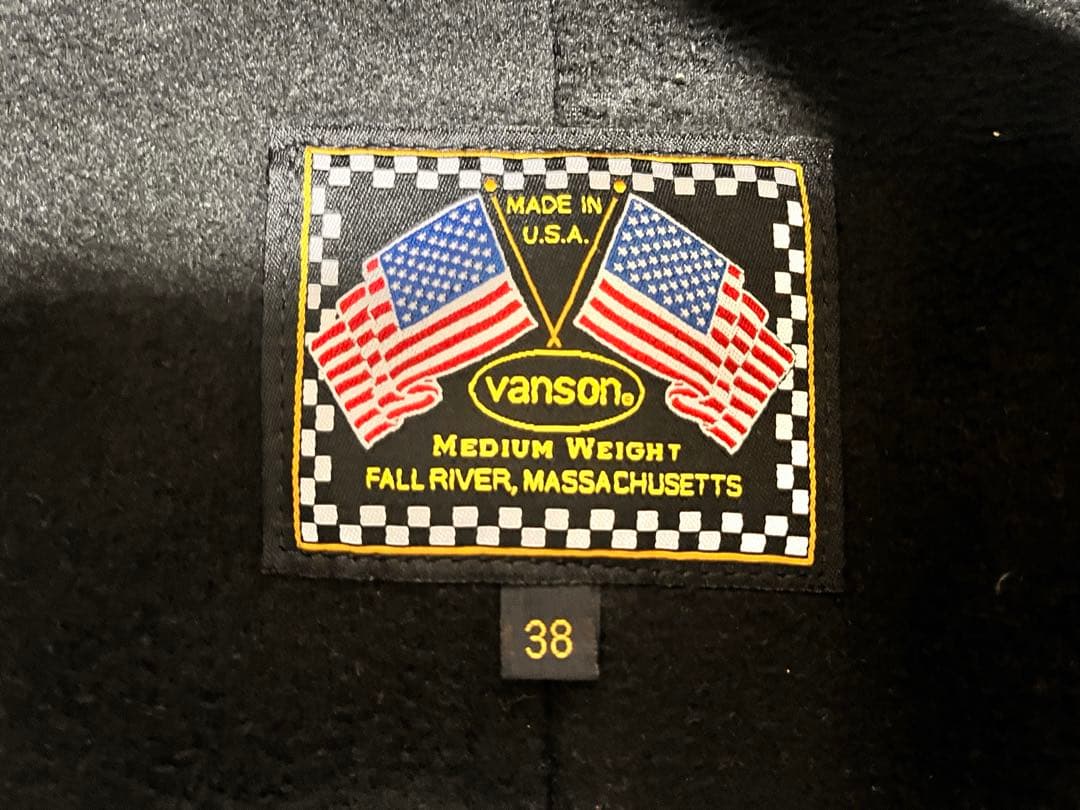 MADE IN
U.S.A.
vanson®
MEDIUM WEIGHT
FALL RIVER, MASSACHUSETTS
38